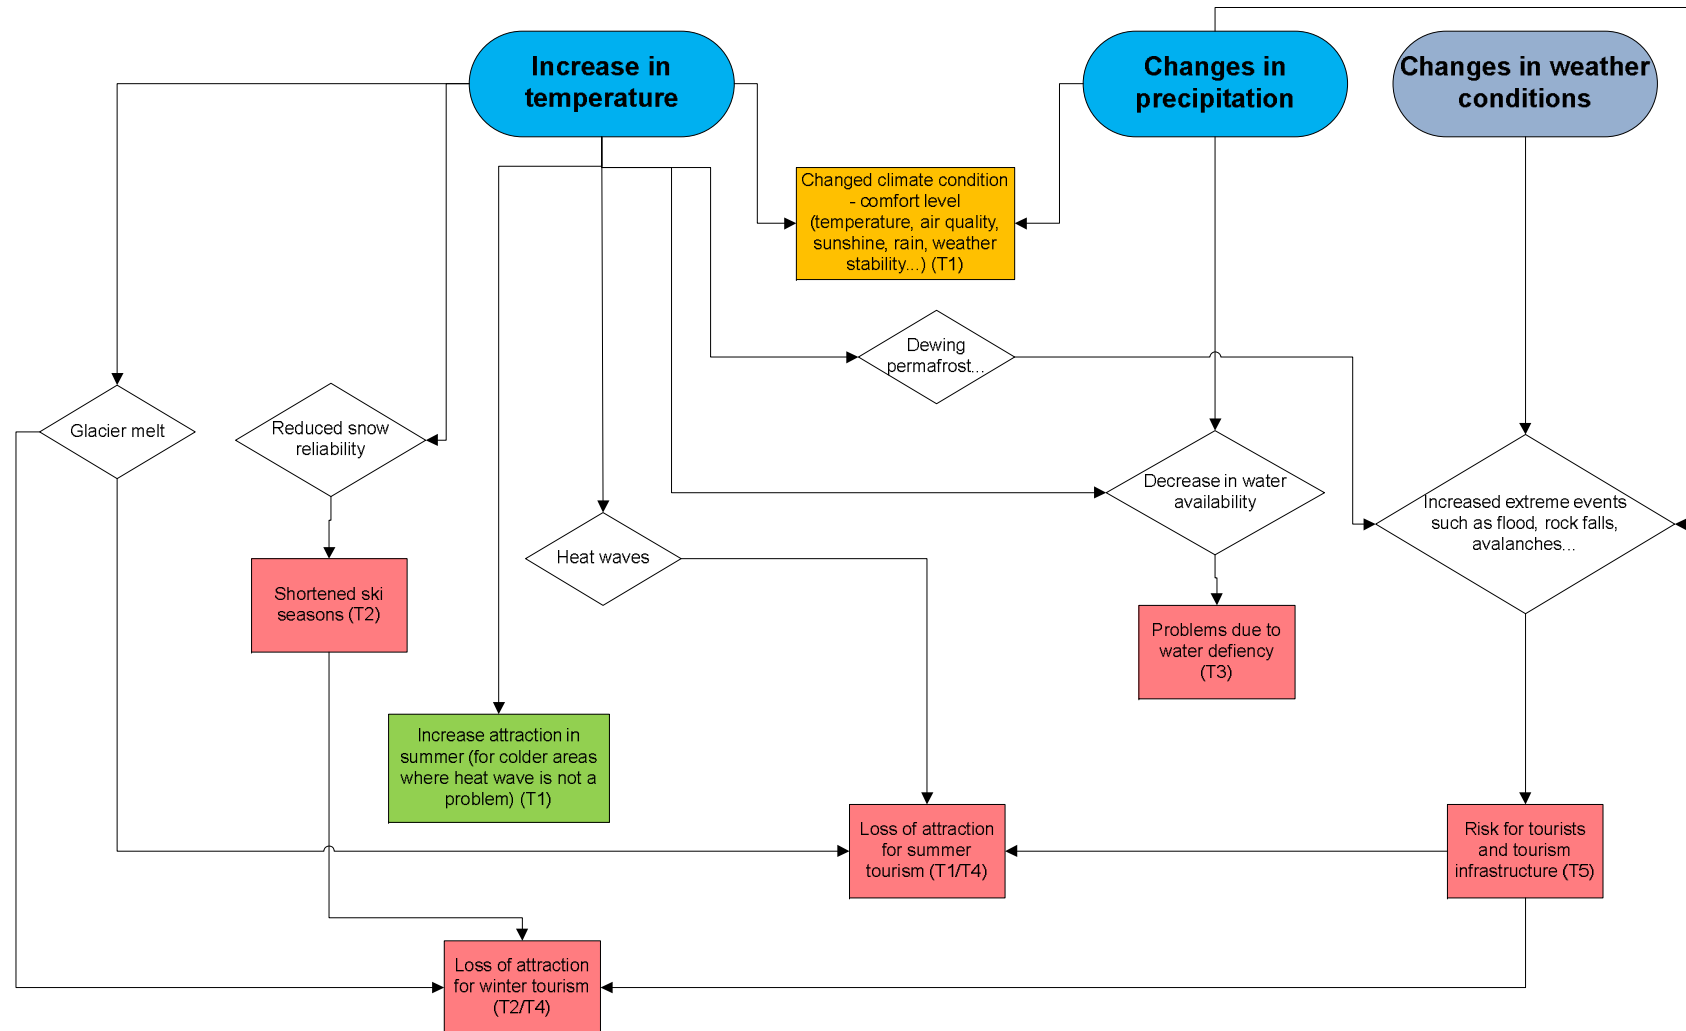 Increase in
temperature
Changes in
precipitation
Changes in weather
conditions
Changed climate condition
- comfort level
(temperature, air quality,
sunshine, rain, weather
stability...) (T1)
Dewing
permafrost...
Glacier melt
Reduced snow
reliability
Decrease in water
availability
Increased extreme events
such as flood, rock falls,
avalanches...
Heat waves
Shortened ski
seasons (T2)
Problems due to
water defiency
(T3)
Increase attraction in
summer (for colder areas
where heat wave is not a
problem) (T1)
Loss of attraction
for summer
tourism (T1/T4)
Risk for tourists
and tourism
infrastructure (T5)
Loss of attraction
for winter tourism
(T2/T4)